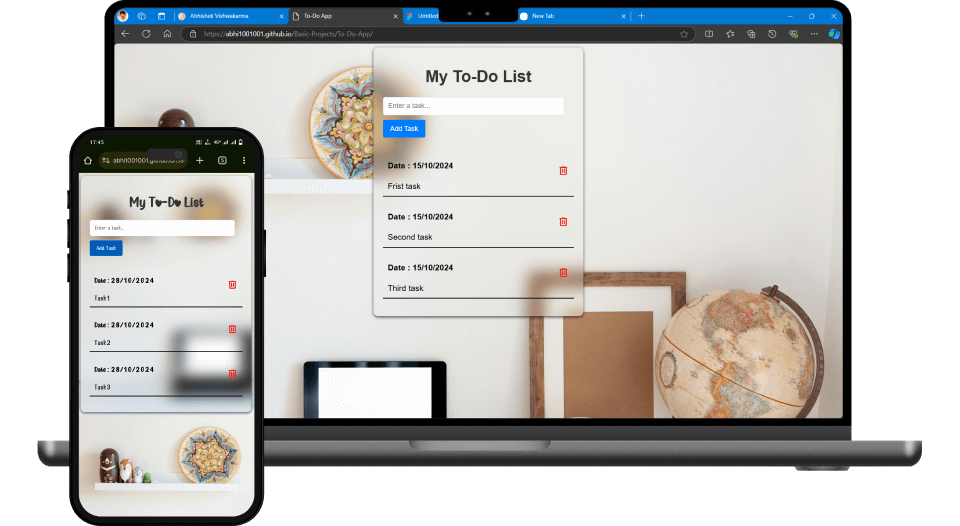 Abhishek Vishwakarma
To-Do App
Untitled
New Tab
https://abhi1001001.github.io/Basic-Projects/To-Do-App/
My To-Do List
Enter a task...
Add Task
Date : 15/10/2024
Frist task
Date : 15/10/2024
Second task
Date : 15/10/2024
Third task
17:45
4G+
abhi1001001.github.io/Ba
5
My To-Do List
Enter a task...
Add Task
Date : 28/10/2024
Task1
Date : 28/10/2024
Task2
Date : 28/10/2024
Task3